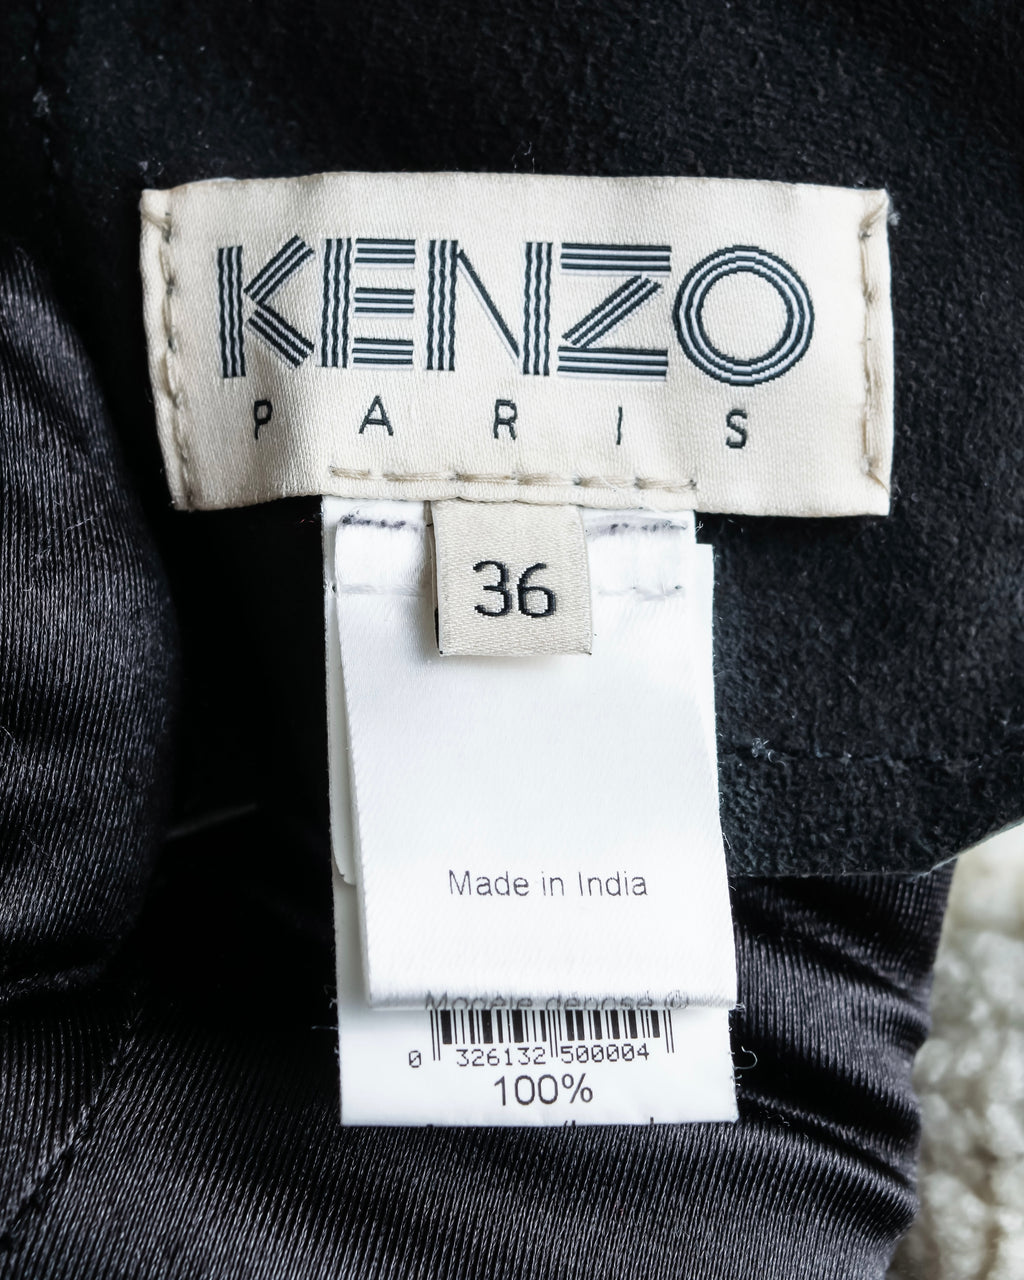 KENZO
PARIS
36
Made in India
Modèle déposé ©
0 326132 500004
100%